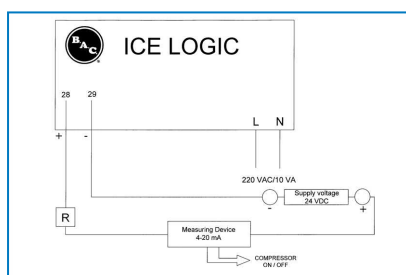 B.A.C.
®
ICE LOGIC
28 29
+ -
L N
220 VAC/10 VA
Supply voltage
24 VDC
- +
R
Measuring Device
4-20 mA
COMPRESSOR
ON / OFF